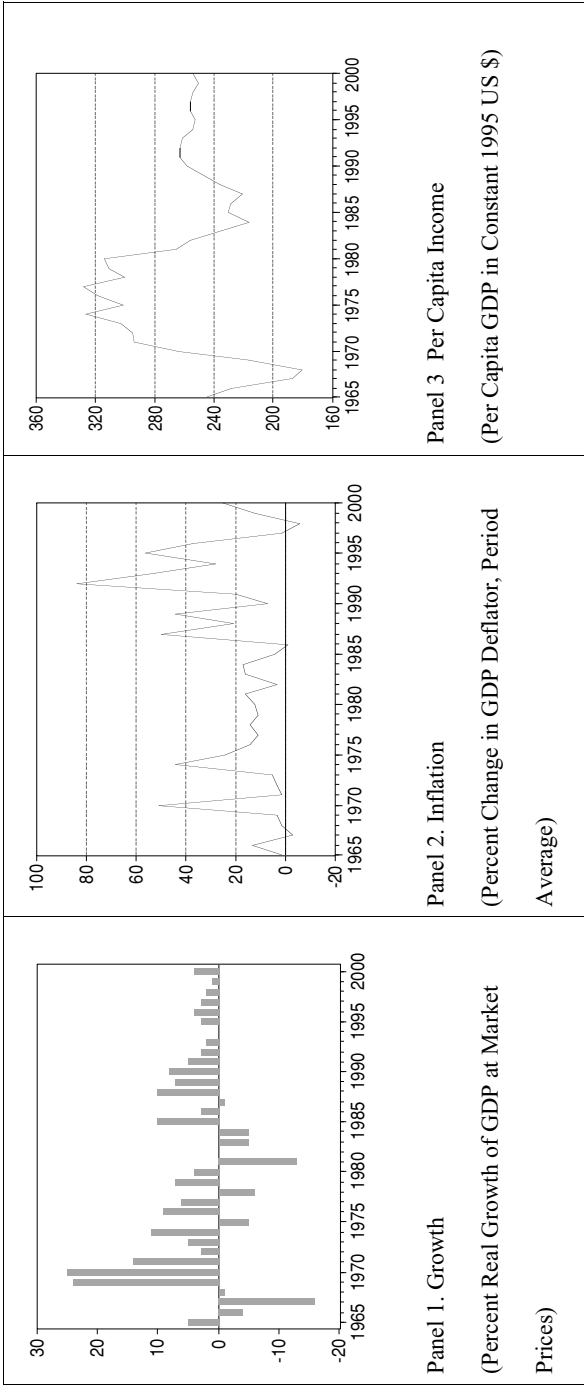 30
20
10
0
-10
-20
1965 1970 1975 1980 1985 1990 1995 2000
Panel 1. Growth
(Percent Real Growth of GDP at Market
Prices)
100
80
60
40
20
0
-20
1965 1970 1975 1980 1985 1990 1995 2000
Panel 2. Inflation
(Percent Change in GDP Deflator, Period
Average)
360
320
280
240
200
160
1965 1970 1975 1980 1985 1990 1995 2000
Panel 3 Per Capita Income
(Per Capita GDP in Constant 1995 US $)